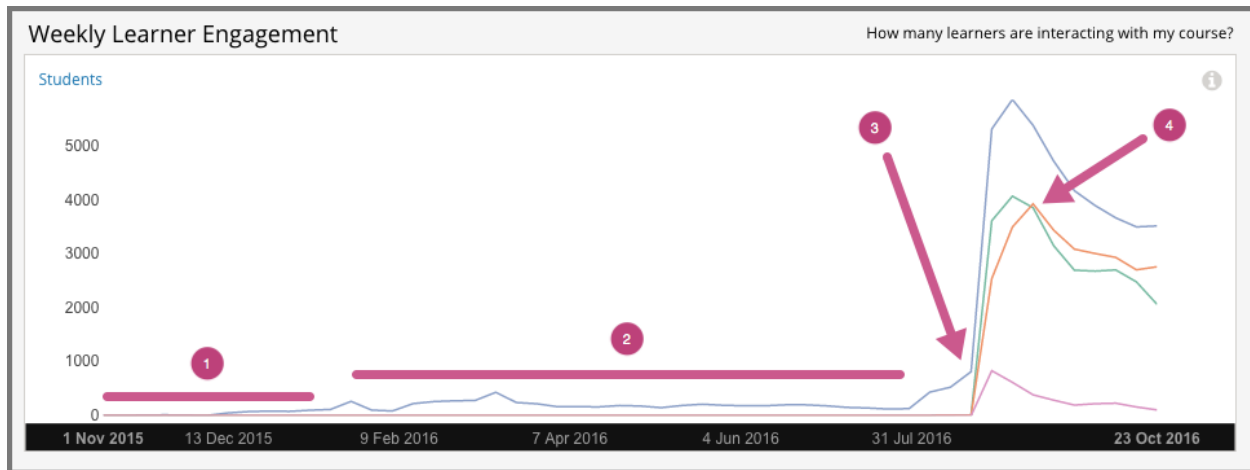 Weekly Learner Engagement
How many learners are interacting with my course?
Students
5000
4000
3000
2000
1000
0
1
2
3
4
1 Nov 2015 13 Dec 2015 9 Feb 2016 7 Apr 2016 4 Jun 2016 31 Jul 2016 23 Oct 2016